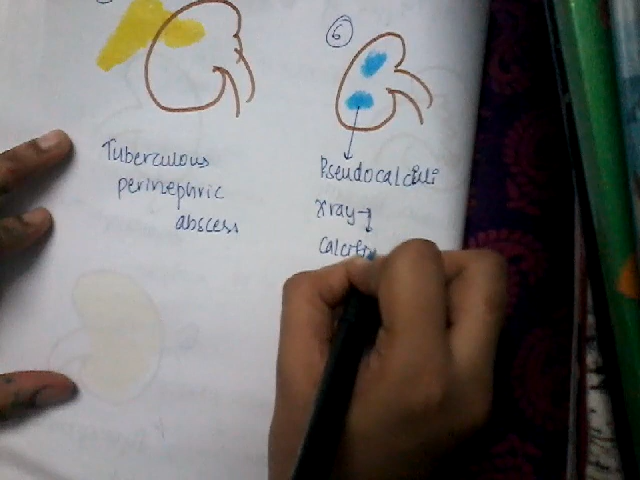 6
Tuberculous
perinephric
abscess
Pseudocalculi
xray→